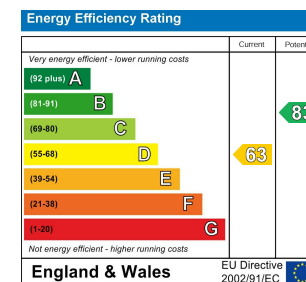 Energy Efficiency Rating
Current Poten
Very energy efficient - lower running costs
(92 plus) A
(81-91) B
83
(69-80) C
(55-68) D 63
(39-54) E
(21-38) F
(1-20) G
Not energy efficient - higher running costs
England & Wales EU Directive
2002/91/EC